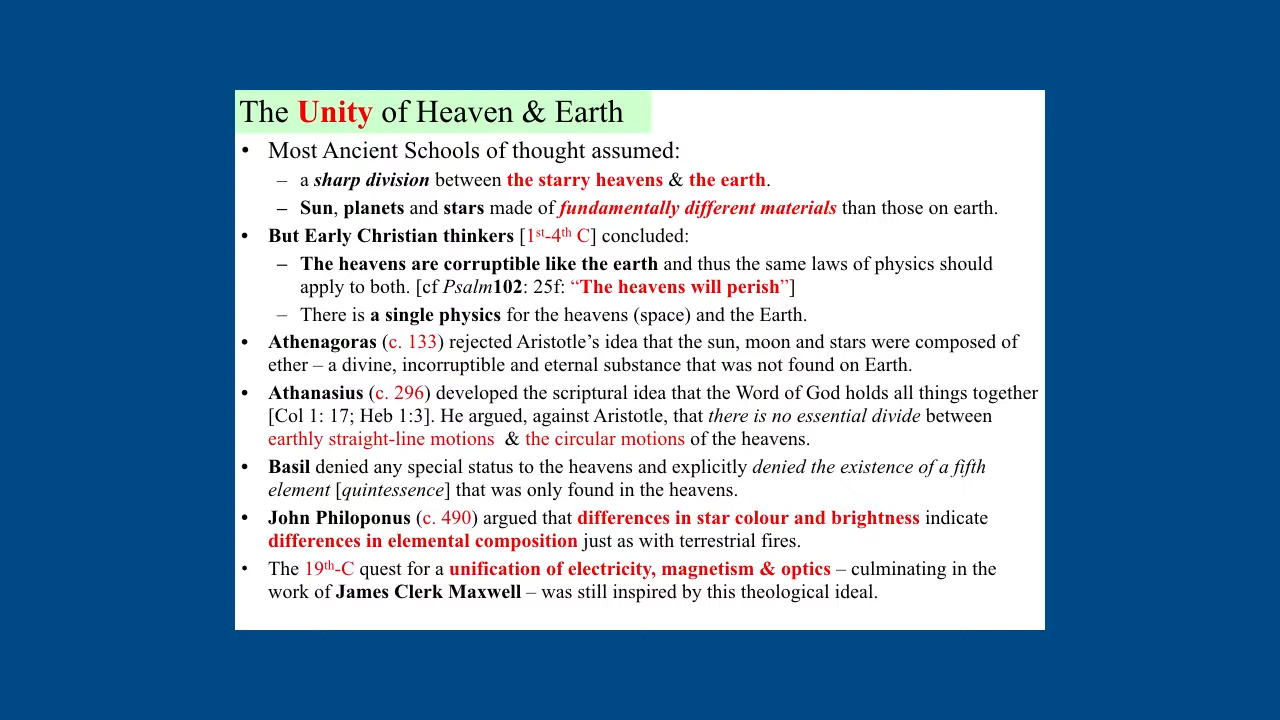 The Unity of Heaven & Earth
• Most Ancient Schools of thought assumed:
– a sharp division between the starry heavens & the earth.
– Sun, planets and stars made of fundamentally different materials than those on earth.
• But Early Christian thinkers [1st-4th C] concluded:
– The heavens are corruptible like the earth and thus the same laws of physics should
apply to both. [cf Psalm102: 25f: “The heavens will perish”]
– There is a single physics for the heavens (space) and the Earth.
• Athenagoras (c. 133) rejected Aristotle’s idea that the sun, moon and stars were composed of
ether – a divine, incorruptible and eternal substance that was not found on Earth.
• Athanasius (c. 296) developed the scriptural idea that the Word of God holds all things together
[Col 1: 17; Heb 1:3]. He argued, against Aristotle, that there is no essential divide between
earthly straight-line motions & the circular motions of the heavens.
• Basil denied any special status to the heavens and explicitly denied the existence of a fifth
element [quintessence] that was only found in the heavens.
• John Philoponus (c. 490) argued that differences in star colour and brightness indicate
differences in elemental composition just as with terrestrial fires.
• The 19th-C quest for a unification of electricity, magnetism & optics – culminating in the
work of James Clerk Maxwell – was still inspired by this theological ideal.